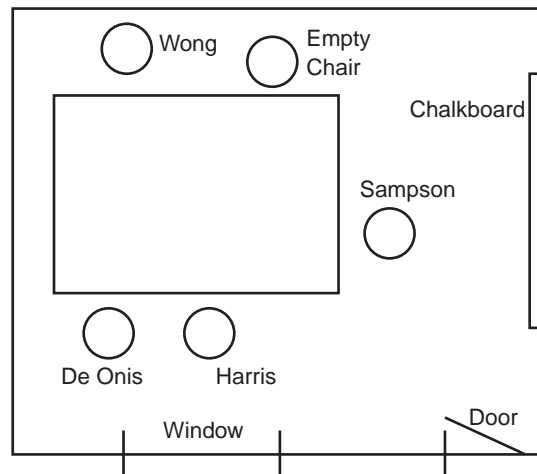 Wong
Empty
Chair
Chalkboard
Sampson
De Onis
Harris
Window
Door